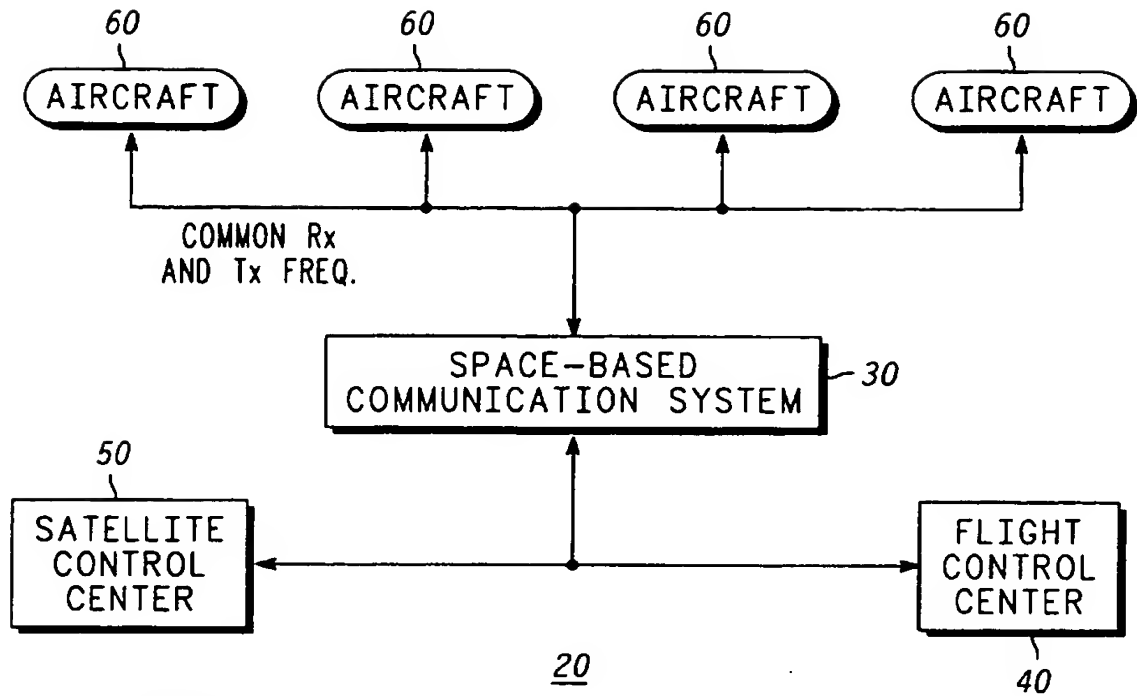 60 60 60 60
AIRCRAFT AIRCRAFT AIRCRAFT AIRCRAFT
COMMON Rx
AND Tx FREQ.
SPACE-BASED
COMMUNICATION SYSTEM
30
50
SATELLITE
CONTROL
CENTER
FLIGHT
CONTROL
CENTER
40
20